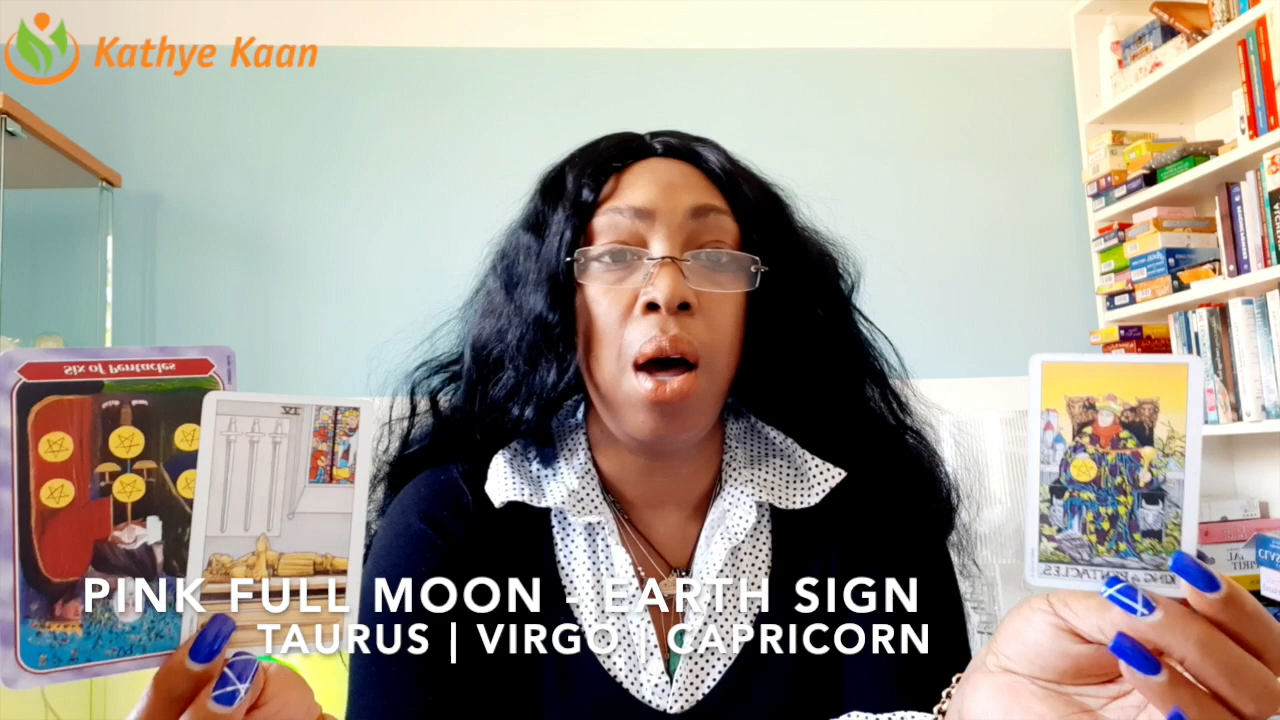 Kathye Kaan
Six of Pentacles
VI
KING of PENTACLES
PINK FULL MOON - EARTH SIGN
TAURUS | VIRGO | CAPRICORN